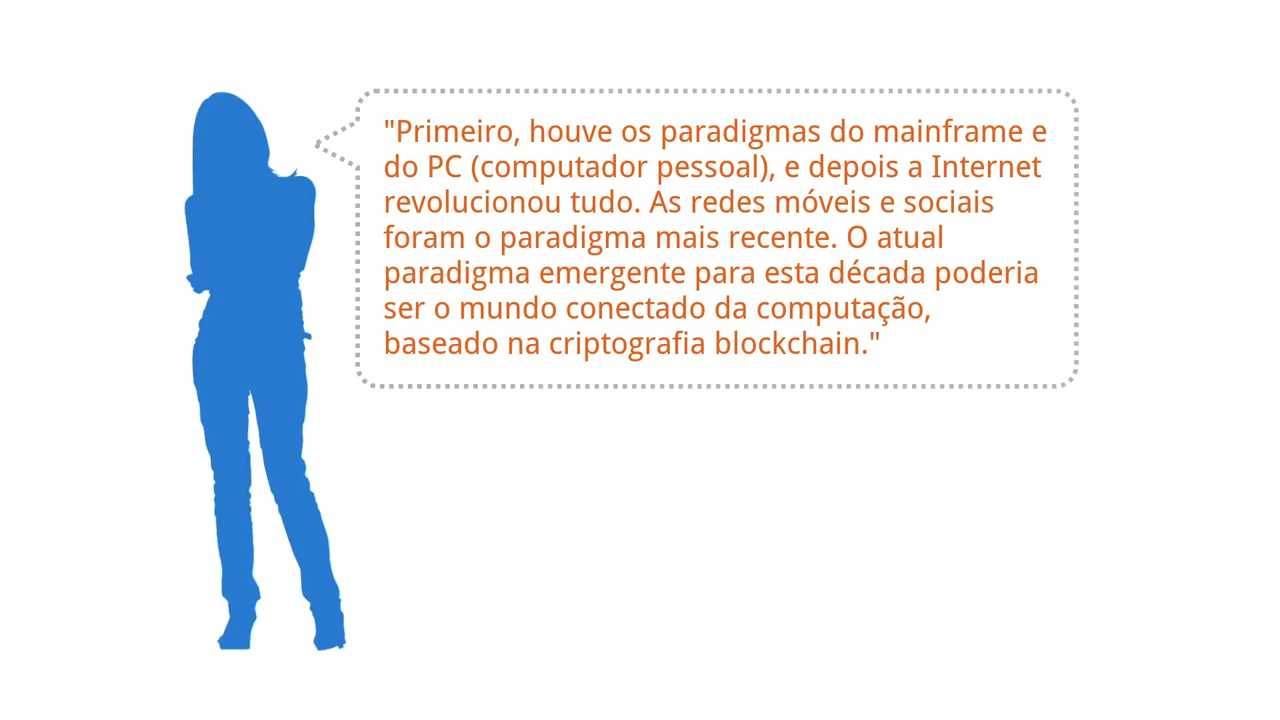 "Primeiro, houve os paradigmas do mainframe e
do PC (computador pessoal), e depois a Internet
revolucionou tudo. As redes móveis e sociais
foram o paradigma mais recente. O atual
paradigma emergente para esta década poderia
ser o mundo conectado da computação,
baseado na criptografia blockchain."